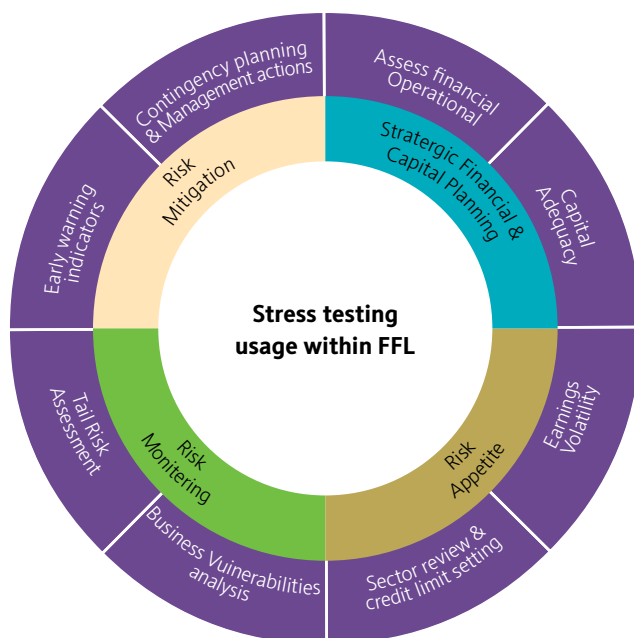 Contingency planning
& Management actions
Assess financial
Operational
Capital
Adequacy
Earnings
Volatility
Sector review &
credit limit setting
Business Vulnerabilities
analysis
Tail Risk
Assessment
Early warning
indicators
Risk
Mitigation
Stratergic Financial &
Capital Planning
Risk
Appetite
Risk
Monitering
Stress testing
usage within FFL